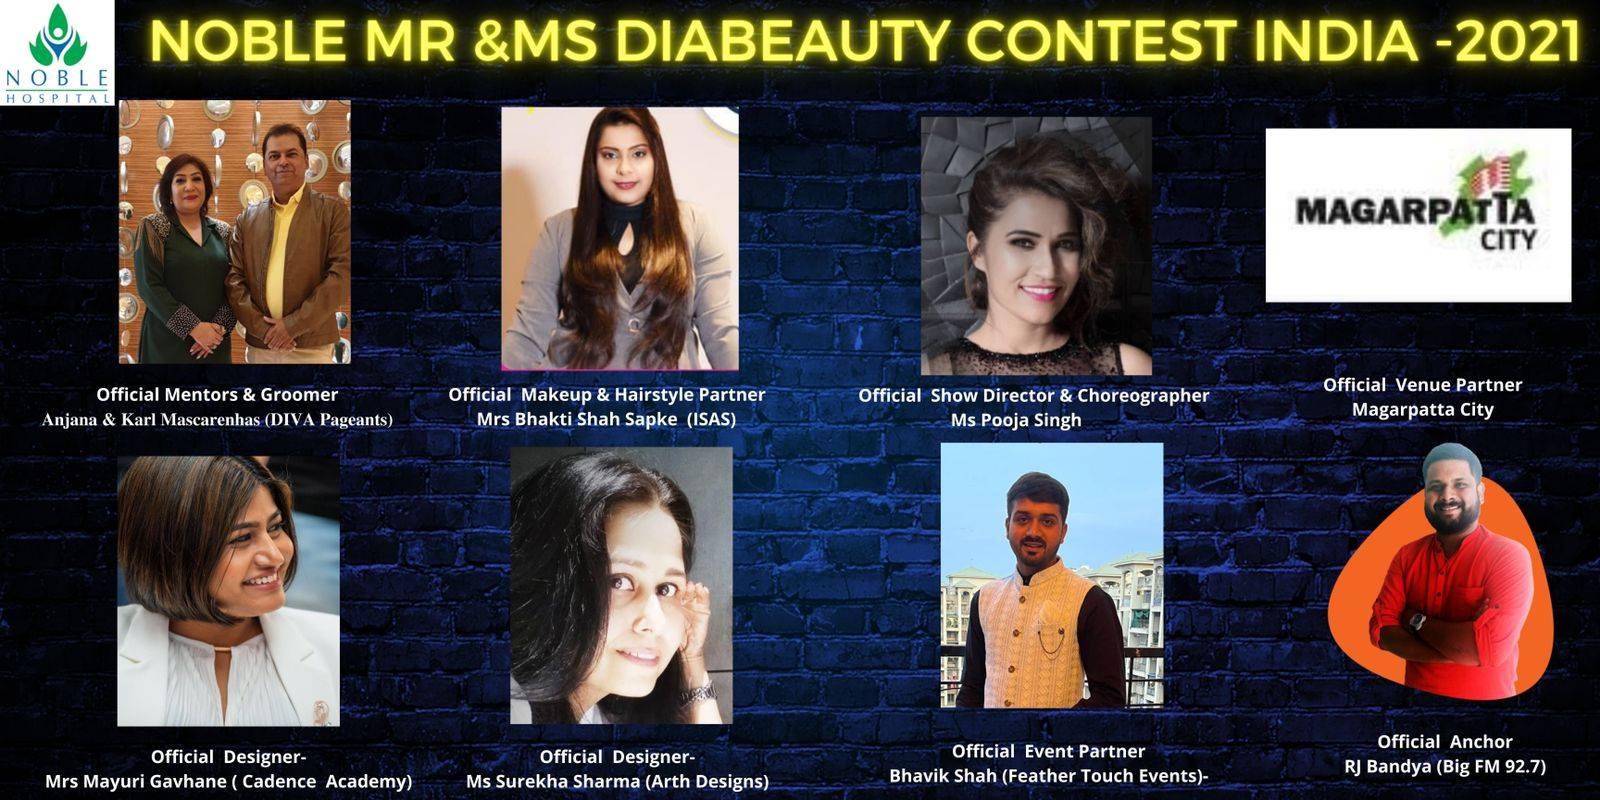 NOBLE MR &MS DIABEAUTY CONTEST INDIA -2021
NOBLE
HOSPITAL
MAGARPATTA
CITY
Official Mentors & Groomer
Anjana & Karl Mascarenhas (DIVA Pageants)
Official Makeup & Hairstyle Partner
Mrs Bhakti Shah Sapke (ISAS)
Official Show Director & Choreographer
Ms Pooja Singh
Official Venue Partner
Magarpatta City
Official Designer-
Mrs Mayuri Gavhane ( Cadence Academy)
Official Designer-
Ms Surekha Sharma (Arth Designs)
Official Event Partner
Bhavik Shah (Feather Touch Events)-
Official Anchor
RJ Bandya (Big FM 92.7)